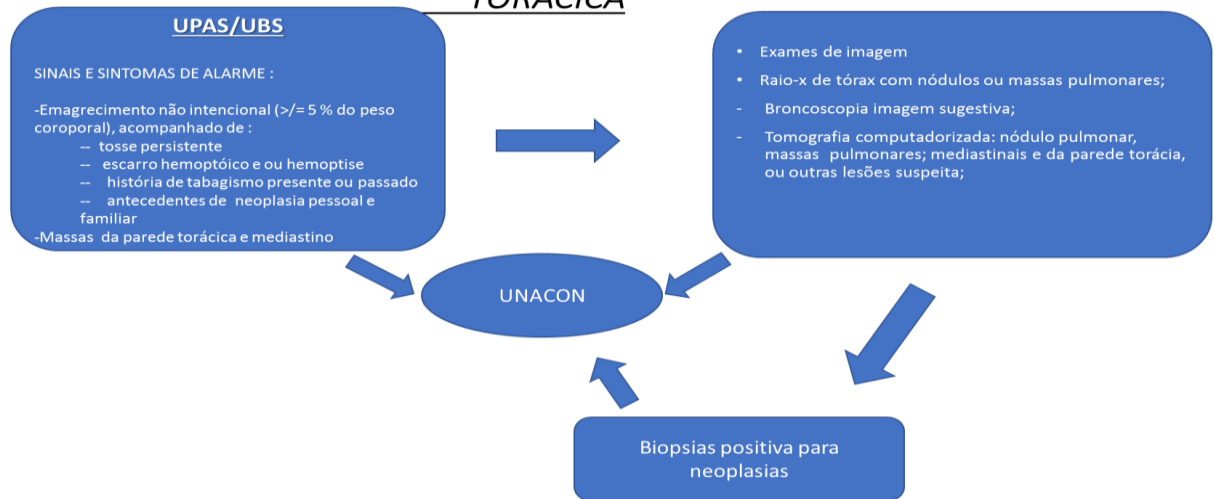 TORÁCICA
UPAS/UBS
SINAIS E SINTOMAS DE ALARME :
-Emagrecimento não intencional (>/= 5 % do peso
coroporal), acompanhado de :
-- tosse persistente
-- escarro hemoptóico e ou hemoptise
-- história de tabagismo presente ou passado
-- antecedentes de neoplasia pessoal e
familiar
-Massas da parede torácica e mediastino
• Exames de imagem
• Raio-x de tórax com nódulos ou massas pulmonares;
- Broncoscopia imagem sugestiva;
- Tomografia computadorizada: nódulo pulmonar,
massas pulmonares; mediastinais e da parede torácia,
ou outras lesões suspeita;
UNACON
Biopsias positiva para
neoplasias